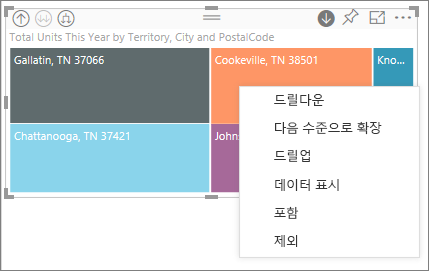 Total Units This Year by Territory, City and PostalCode
Gallatin, TN 37066
Cookeville, TN 38501
Kno...
Chattanooga, TN 37421
Johns
드릴다운
다음 수준으로 확장
드릴업
데이터 표시
포함
제외